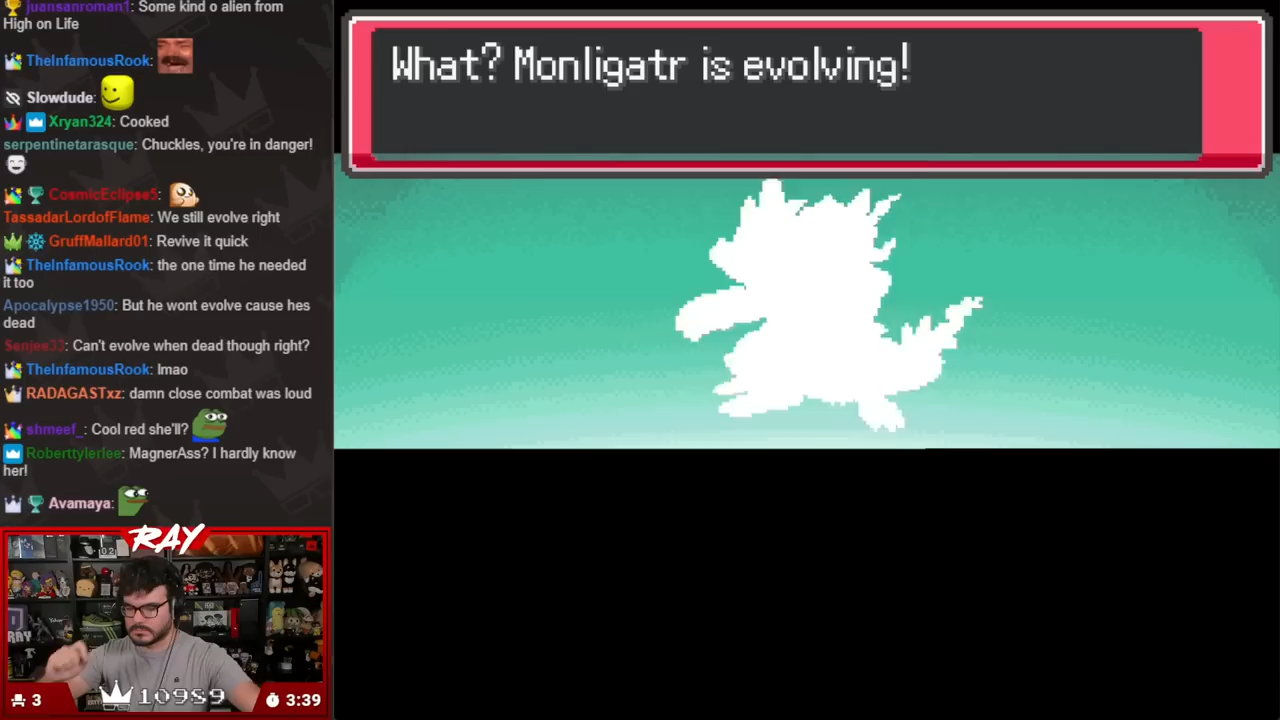 juansanroman1: Some kind o alien from
High on Life
TheInfamousRook:
Slowdude:
Xryan324: Cooked
serpentinetarasque: Chuckles, you're in danger!
CosmicEclipse5:
TassadarLordofFlame: We still evolve right
GruffMallard01: Revive it quick
TheInfamousRook: the one time he needed
it too
Apocalypse1950: But he wont evolve cause hes
dead
Senjee33: Can't evolve when dead though right?
TheInfamousRook: lmao
RADAGASTxz: damn close combat was loud
shmeef_: Cool red she'll?
Roberttylerlee: MagnerAss? I hardly know
her!
Avamaya:
What? Monligatr is evolving!
RAY
RAY
3
10989
3:39